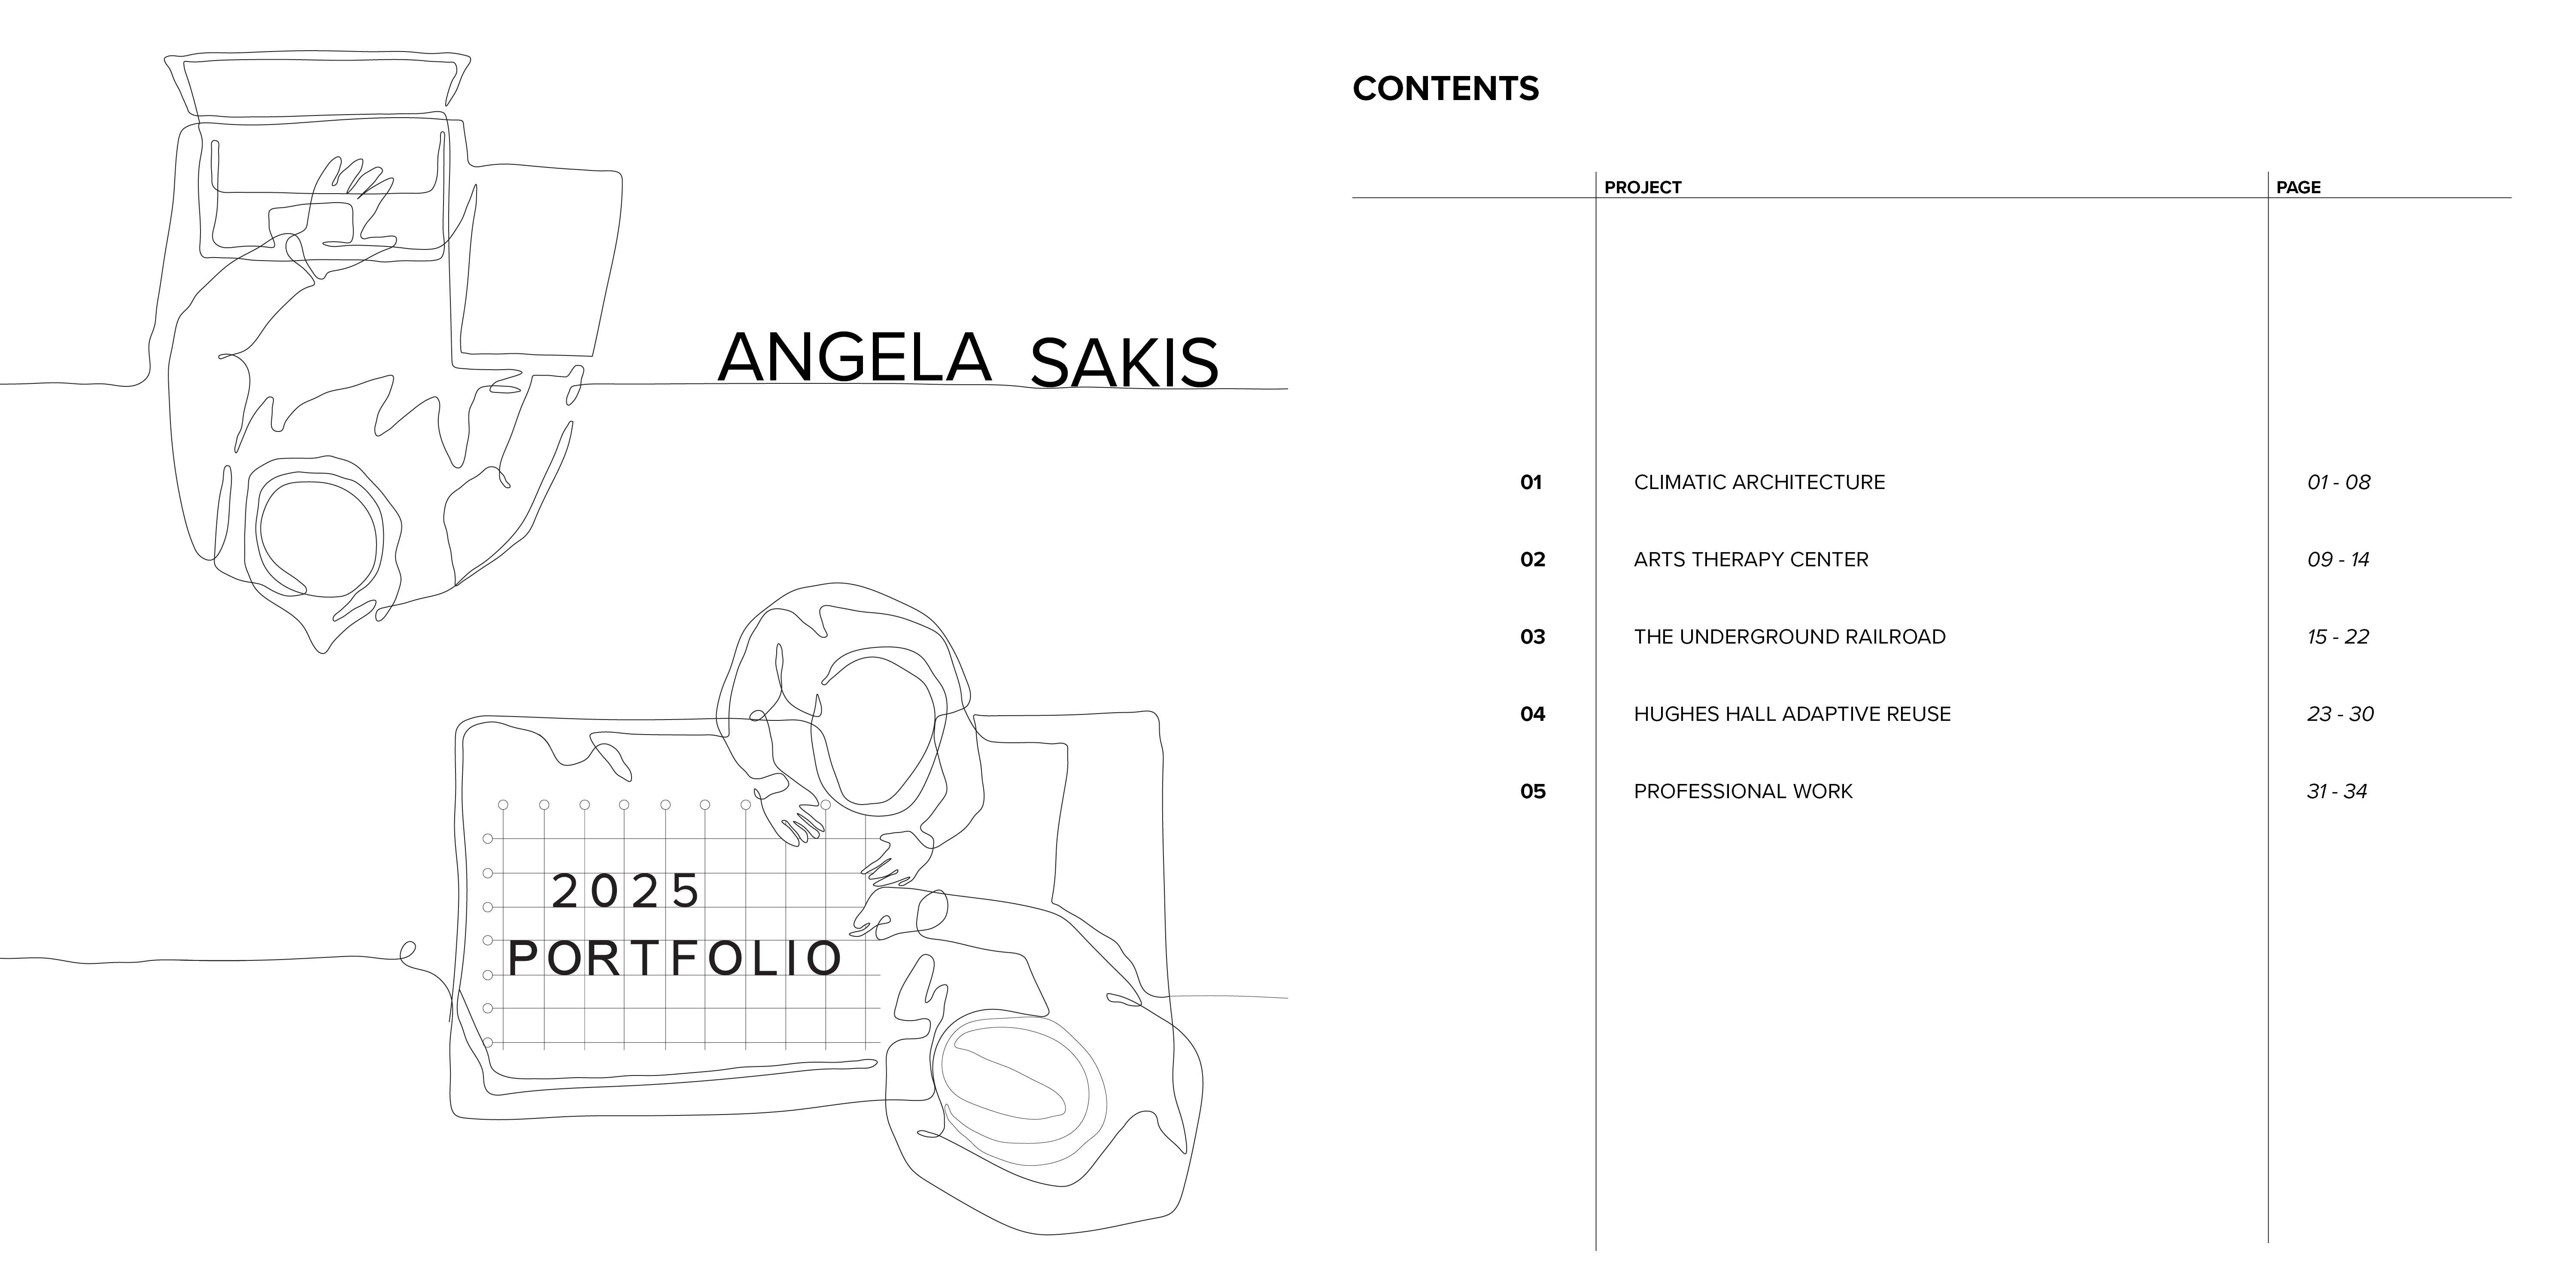 ANGELA SAKIS
2025
PORTFOLIO
CONTENTS
PROJECT PAGE
01 CLIMATIC ARCHITECTURE 01 - 08
02 ARTS THERAPY CENTER 09 - 14
03 THE UNDERGROUND RAILROAD 15 - 22
04 HUGHES HALL ADAPTIVE REUSE 23 - 30
05 PROFESSIONAL WORK 31 - 34